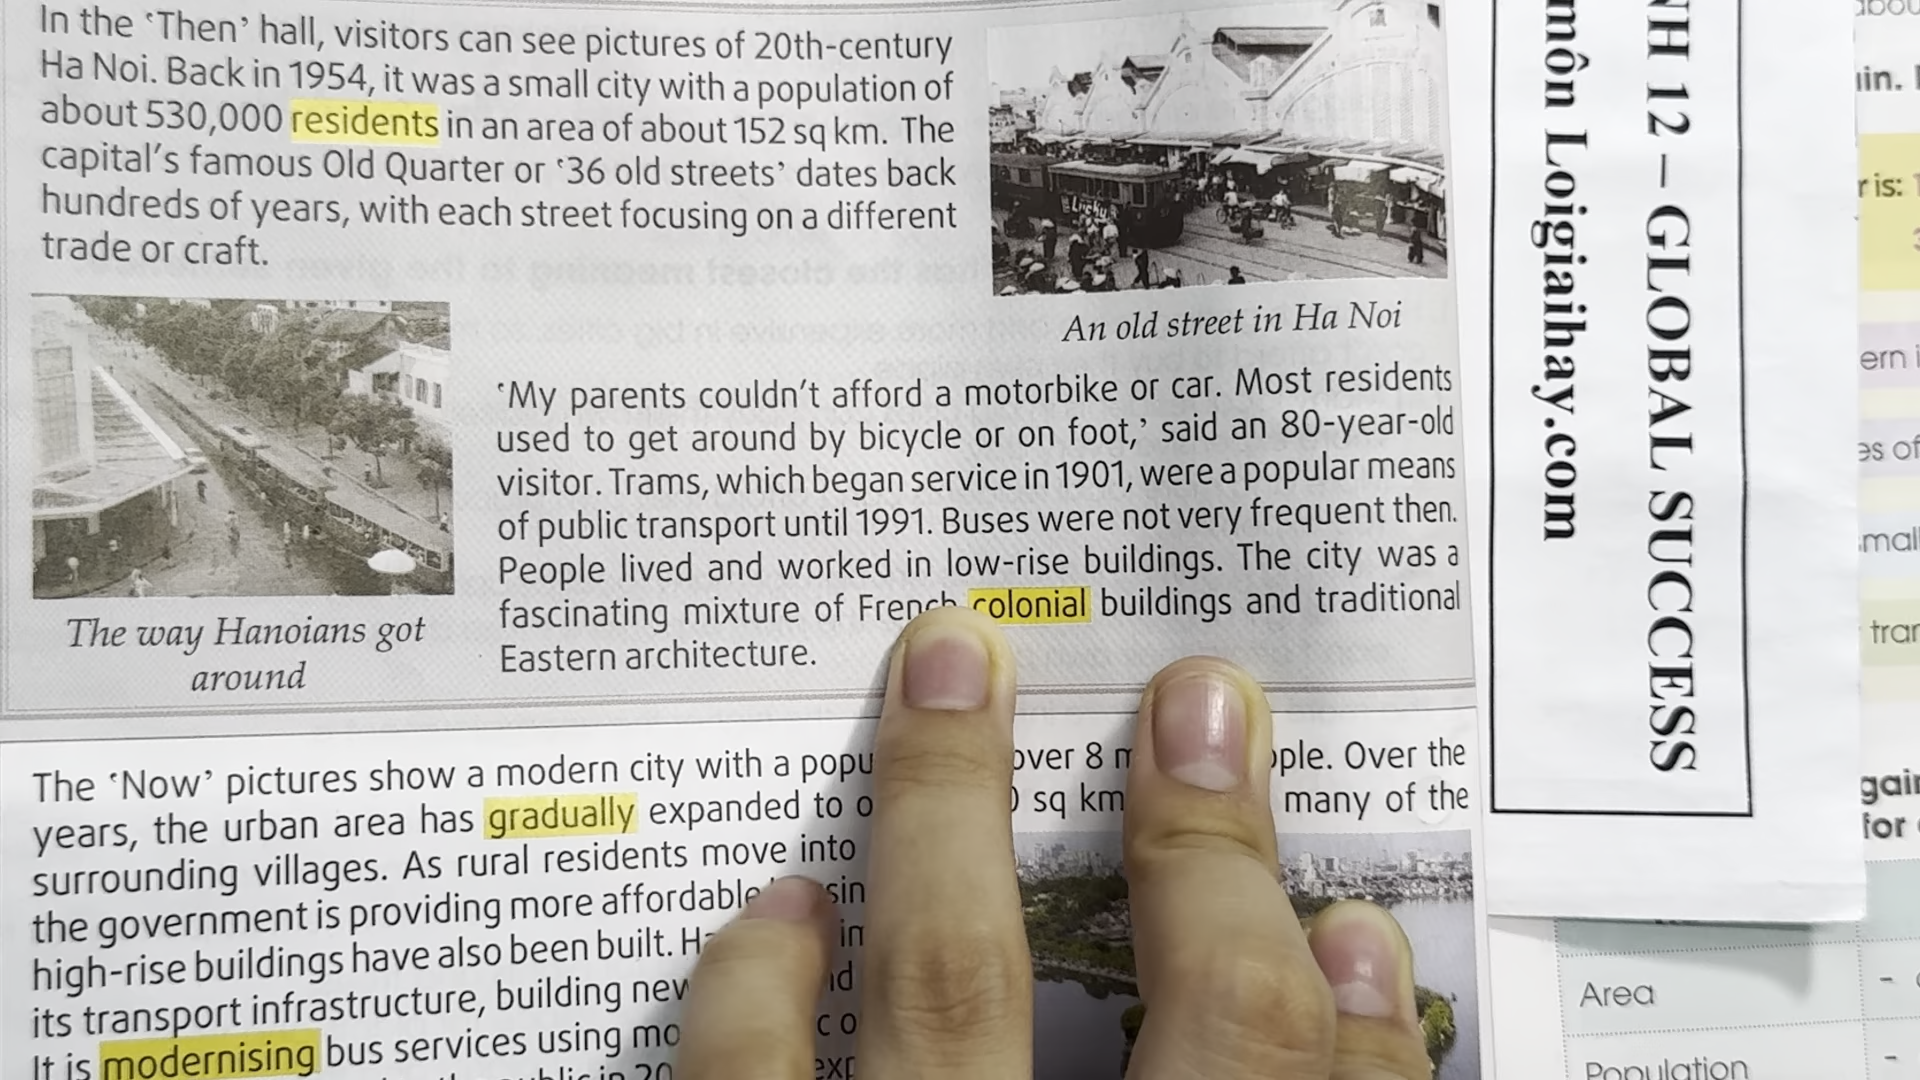 In the ‘Then’ hall, visitors can see pictures of 20th-century
Ha Noi. Back in 1954, it was a small city with a population of
about 530,000 residents in an area of about 152 sq km. The
capital's famous Old Quarter or ‘36 old streets’ dates back
hundreds of years, with each street focusing on a different
trade or craft.
Lucky
An old street in Ha Noi
The way Hanoians got
around
‘My parents couldn't afford a motorbike or car. Most residents
used to get around by bicycle or on foot,’ said an 80-year-old
visitor. Trams, which began service in 1901, were a popular means
of public transport until 1991. Buses were not very frequent then.
People lived and worked in low-rise buildings. The city was a
fascinating mixture of French colonial buildings and traditional
Eastern architecture.
The ‘Now’ pictures show a modern city with a over 8 Over the
years, the urban area has gradually expanded to sq km many of the
surrounding villages. As rural residents move into
the government is providing more affordable
high-rise buildings have also been built.
its transport infrastructure, building new
It is modernising bus services using
NH 12 – GLOBAL SUCCESS
môn Loigiaihay.com
r is:
Area
Population
for